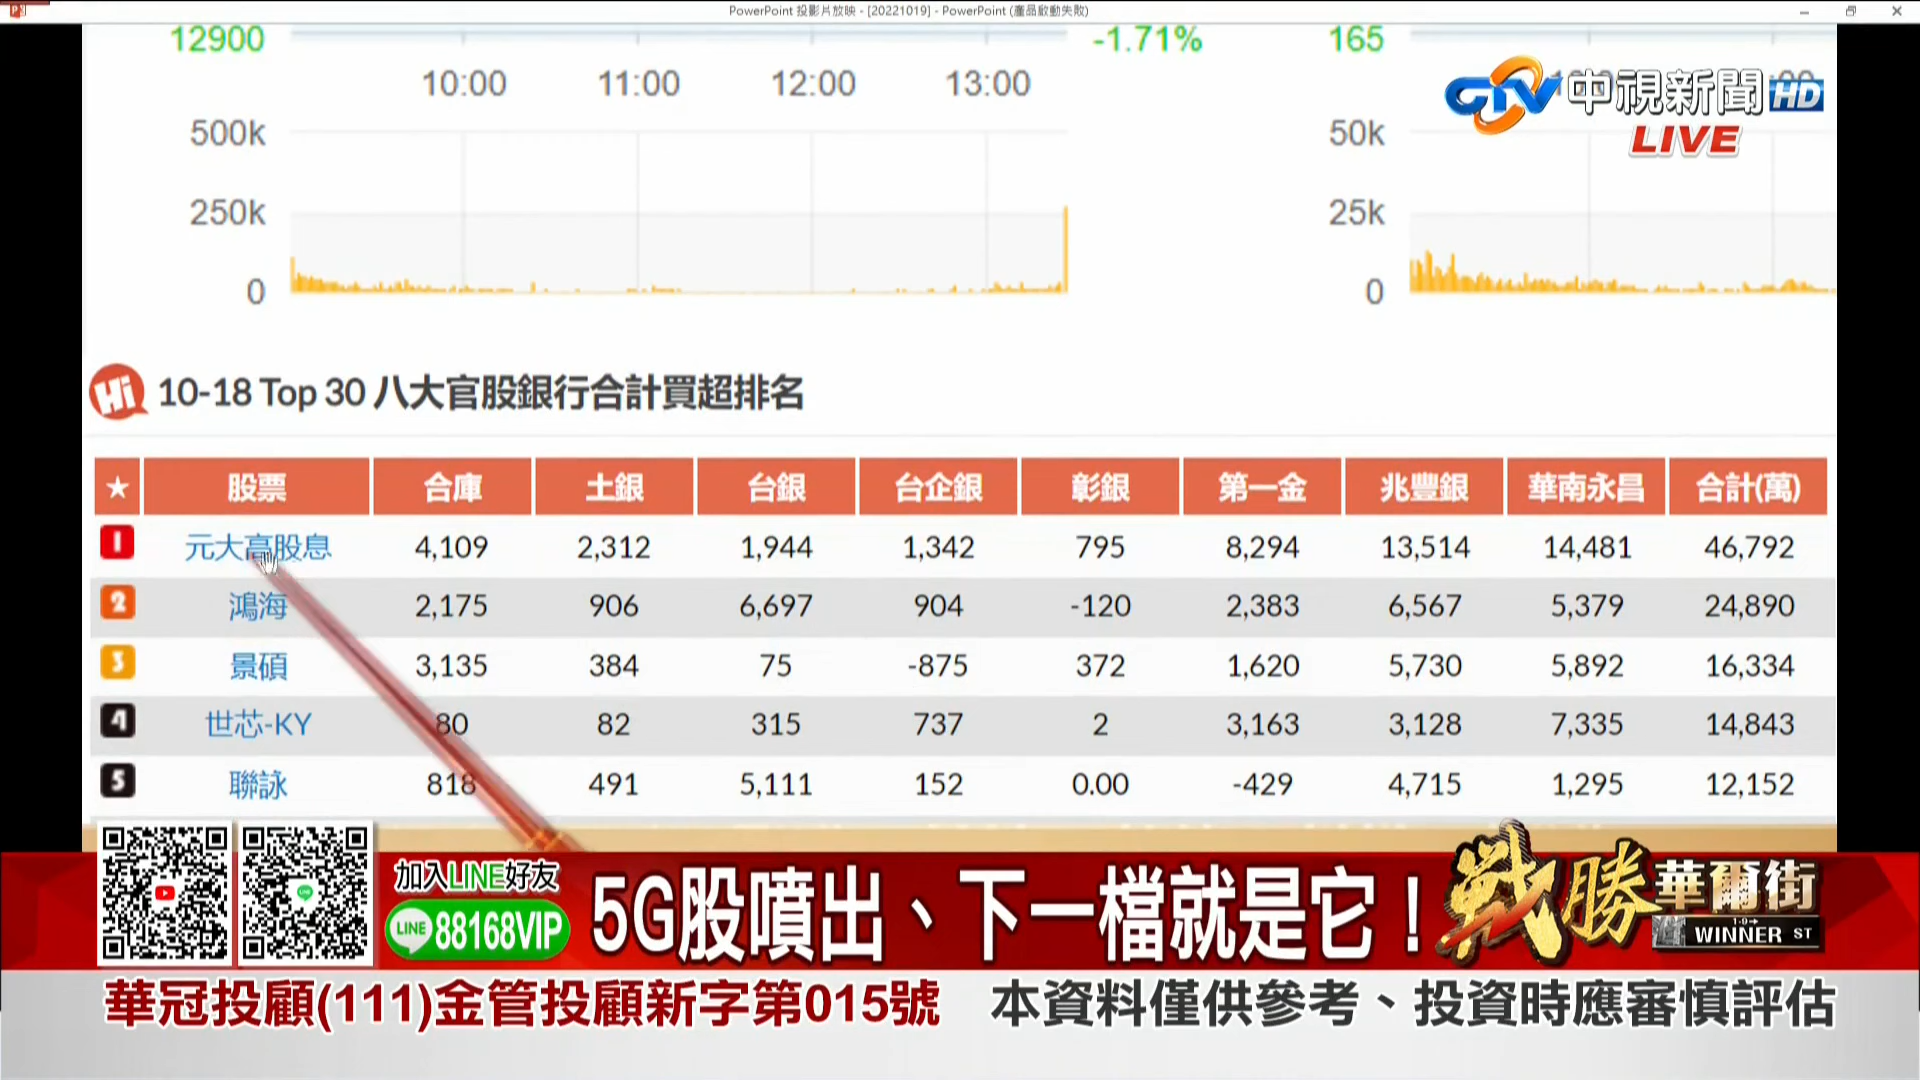 PowerPoint 投影片放映 - [20221019] - PowerPoint (產品啟動失敗)
12900
-1.71%
165
10:00 11:00 12:00 13:00
500k
50k
250k
25k
0
0
CTV 中視新聞 HD
LIVE
Hi 10-18 Top 30 八大官股銀行合計買超排名
★ 股票 合庫 土銀 台銀 台企銀 彰銀 第一金 兆豐銀 華南永昌 合計(萬)
1 元大高股息 4,109 2,312 1,944 1,342 795 8,294 13,514 14,481 46,792
2 鴻海 2,175 906 6,697 904 -120 2,383 6,567 5,379 24,890
3 景碩 3,135 384 75 -875 372 1,620 5,730 5,892 16,334
4 世芯-KY 80 82 315 737 2 3,163 3,128 7,335 14,843
5 聯詠 818 491 5,111 152 0.00 -429 4,715 1,295 12,152
加入LINE好友
LINE 88168VIP
5G股噴出、下一檔就是它！
戰勝華爾街
WINNER ST
華冠投顧(111)金管投顧新字第015號 本資料僅供參考、投資時應審慎評估